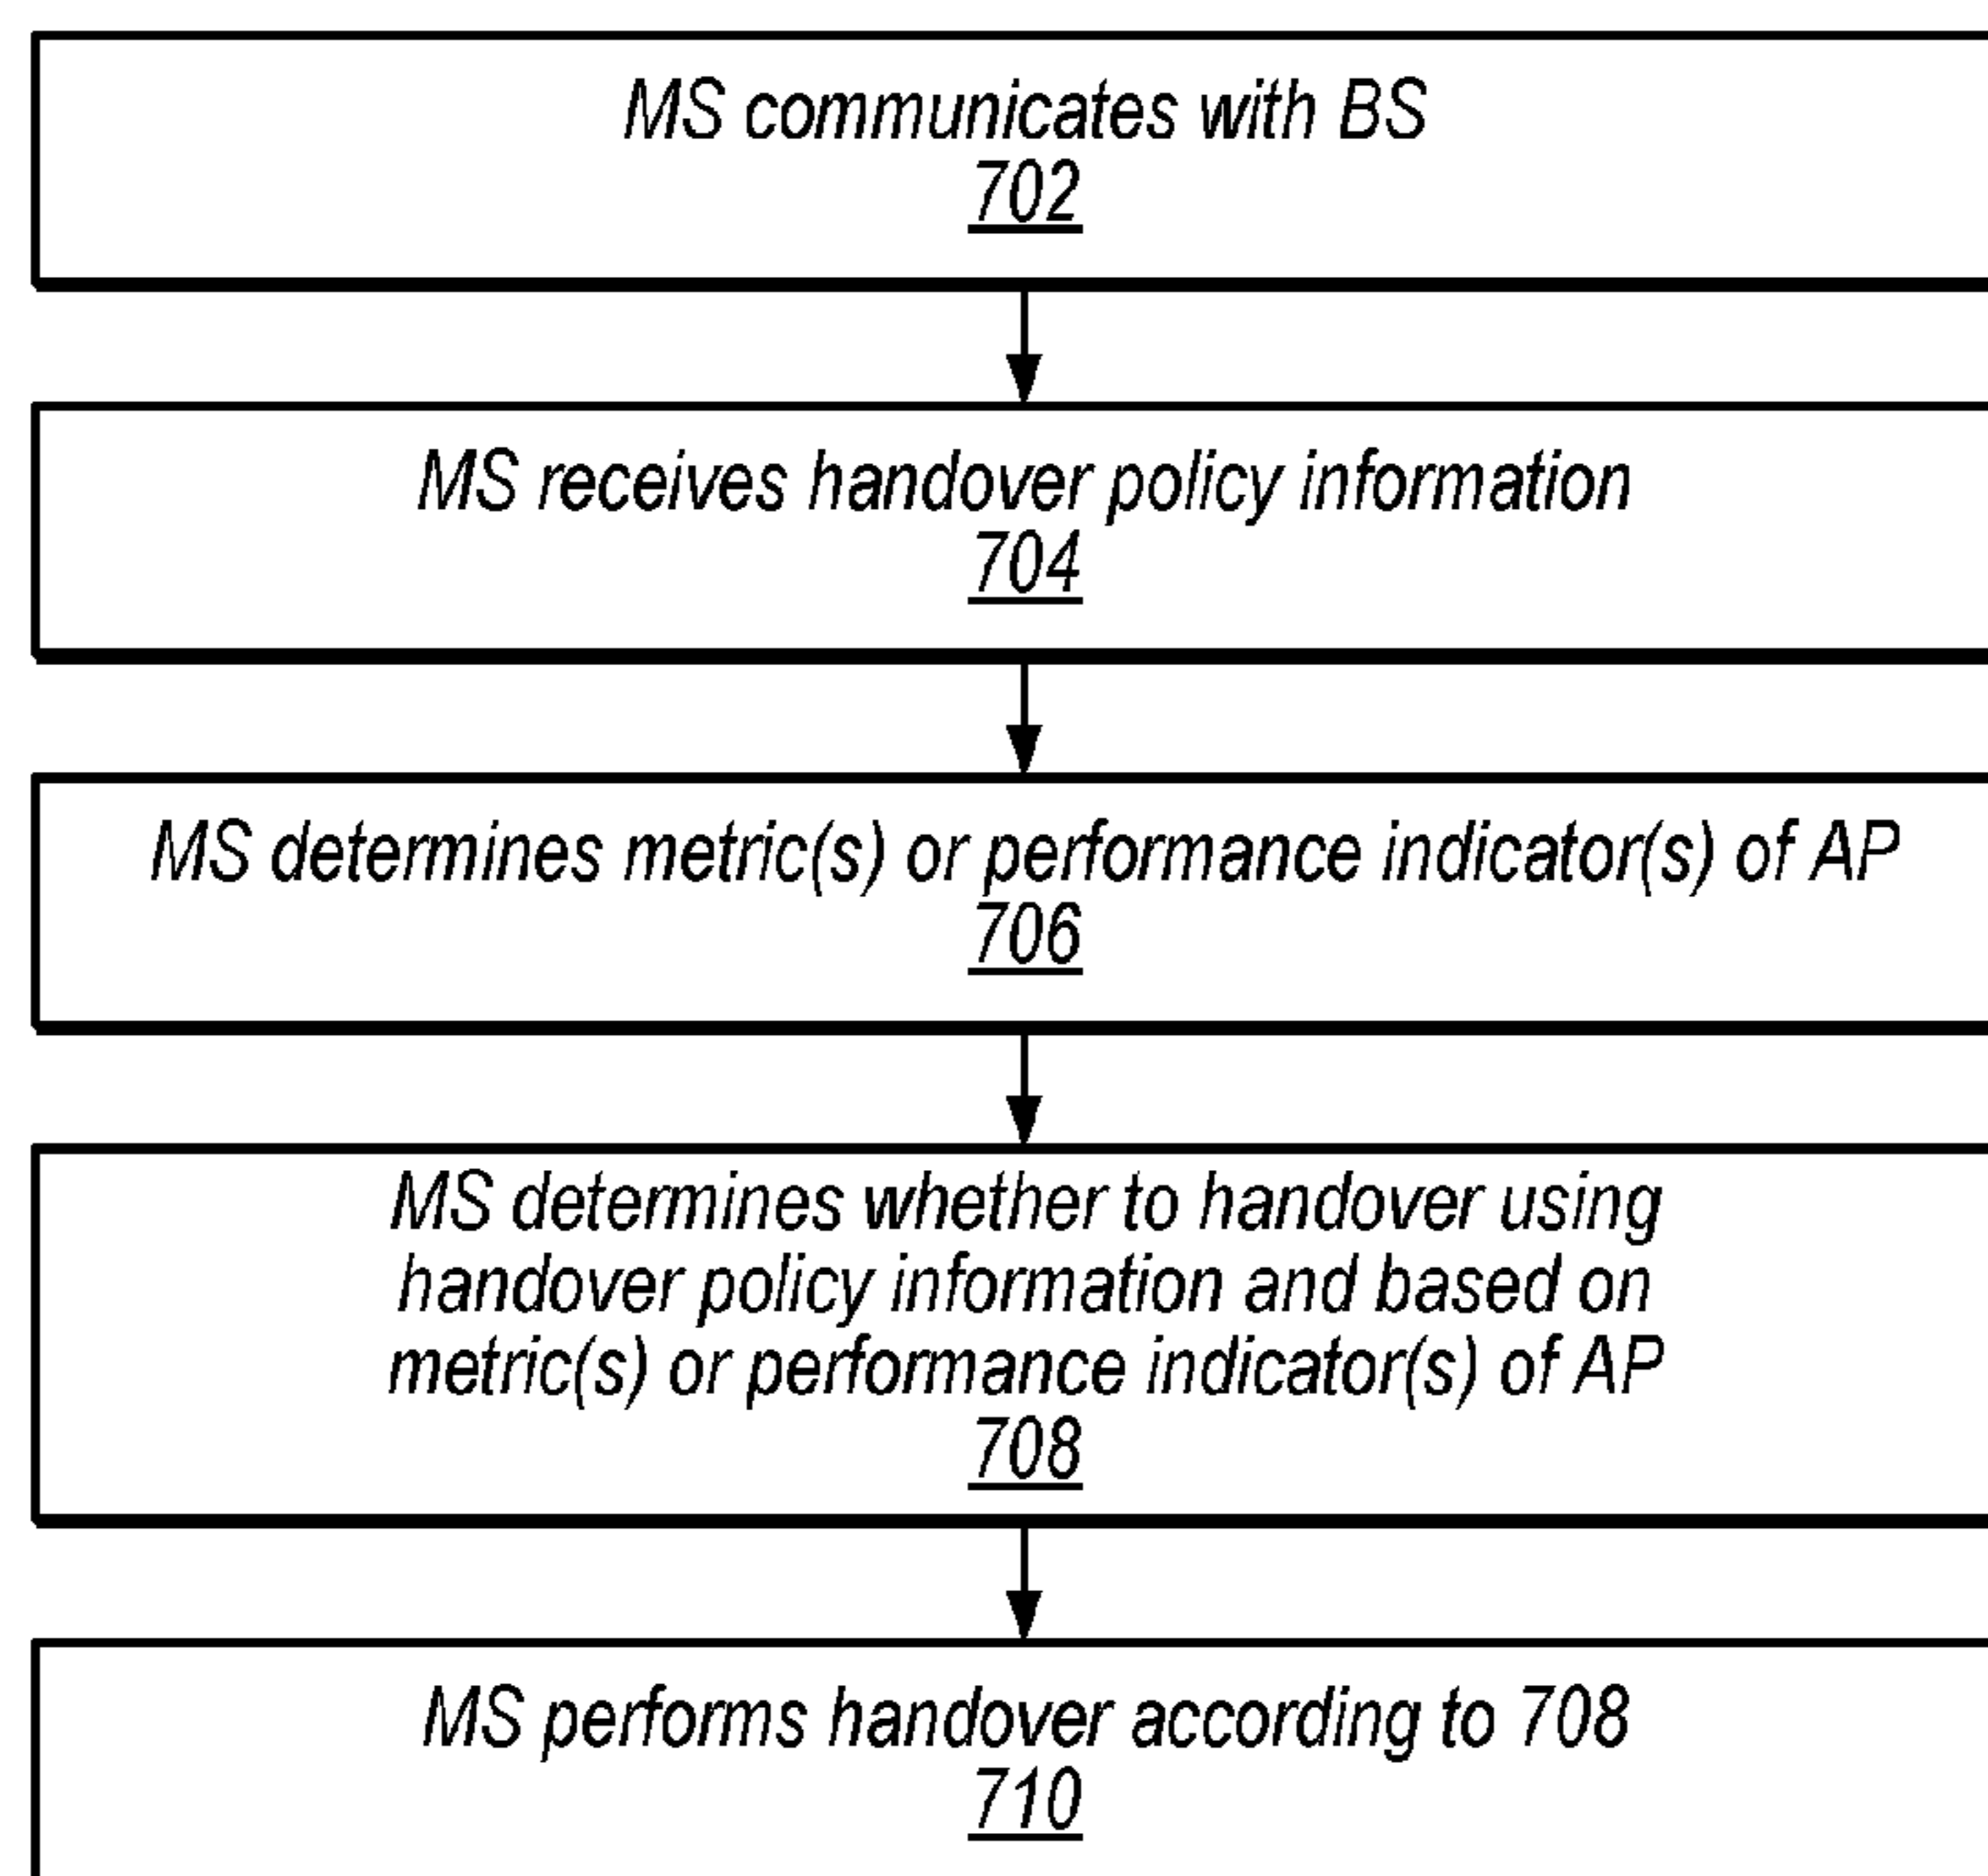 MS communicates with BS
702
MS receives handover policy information
704
MS determines metric(s) or performance indicator(s) of AP
706
MS determines whether to handover using
handover policy information and based on
metric(s) or performance indicator(s) of AP
708
MS performs handover according to 708
710